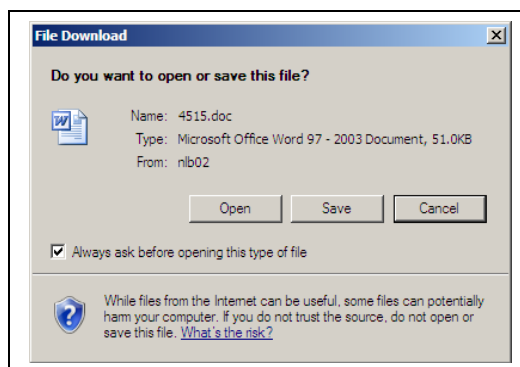 File Download
Do you want to open or save this file?
Name: 4515.doc
Type: Microsoft Office Word 97 - 2003 Document, 51.0KB
From: nlb02
Open Save Cancel
Always ask before opening this type of file
While files from the Internet can be useful, some files can potentially
harm your computer. If you do not trust the source, do not open or
save this file. What's the risk?